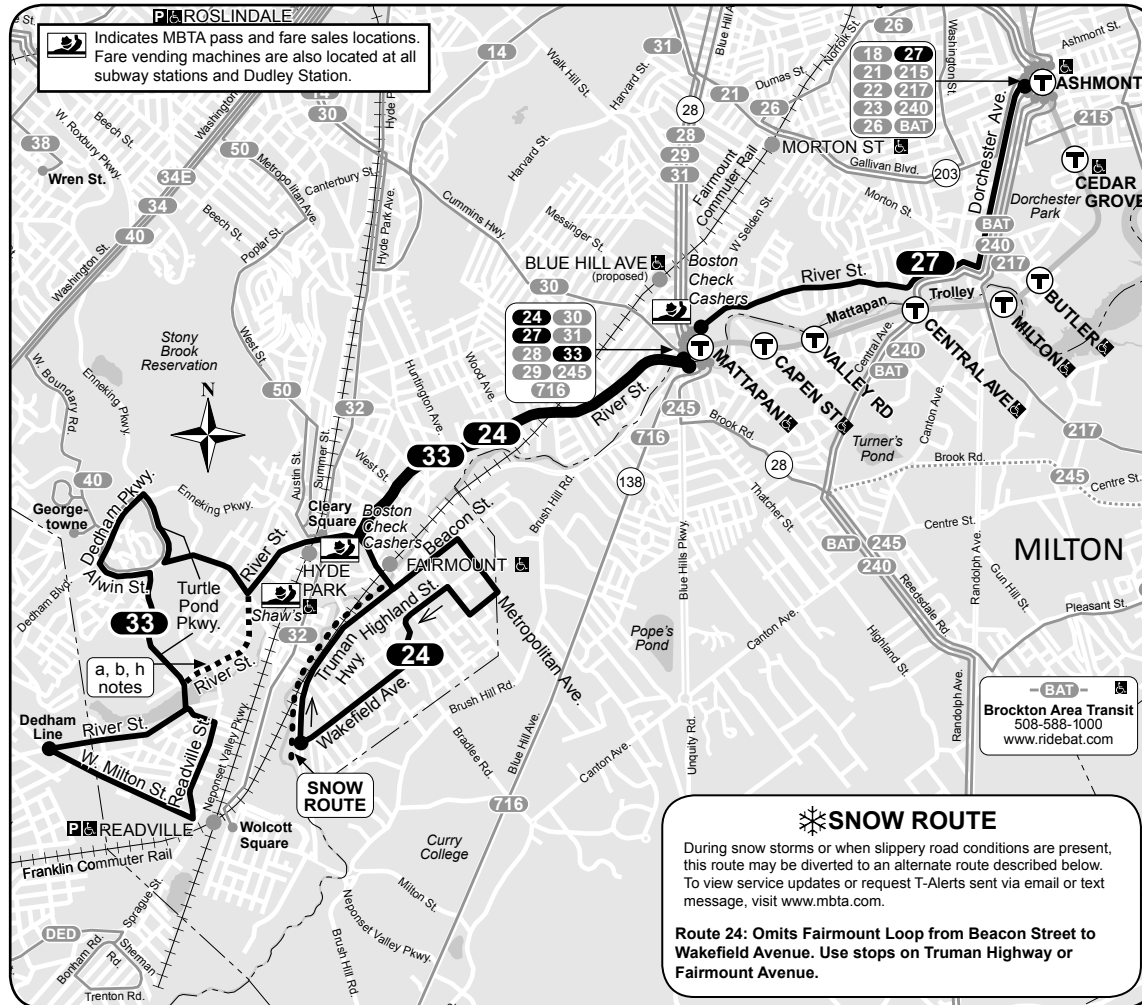 P ROSLINDALE
Indicates MBTA pass and fare sales locations.
Fare vending machines are also located at all
subway stations and Dudley Station.
14
30
14
31
Blue Hill Ave.
28
21
26
Dumas St.
Norfolk St.
26
Washington St.
Ashmont St.
18 27
21 215
22 217
23 240
26 BAT
T ASHMONT
215
T CEDAR
GROVE
Walk Hill St.
Harvard St.
Harvard St.
Hyde Park Ave.
Washington St.
Beech St.
W. Roxbury Pkwy.
38
Wren St.
50
Metropolitan Ave.
Canterbury St.
34E
34
40
Beech St.
Poplar St.
Washington St.
Cummins Hwy.
Messinger St.
28
29
31
Fairmount
Commuter Rail
MORTON ST
Gallivan Blvd.
203
Morton St.
W Selden St.
Dorchester Ave.
Dorchester
Park
BAT
240
217
BLUE HILL AVE
(proposed)
Boston
Check
Cashers
River St.
27
Mattapan
Trolley
30
24 30
27 31
28 33
29 245
716
T MATTAPAN
T CAPEN ST
T VALLEY RD
T CENTRAL AVE
T MILTON
T BUTLER
Central Ave.
240
BAT
Canton Ave.
217
Stony
Brook
Reservation
N
West St.
50
32
W. Boundary Rd.
Enneking Pkwy.
Huntington Ave.
Wood Ave.
River St.
24
33
245
716
138
Brook Rd.
28
Thatcher St.
Turner's
Pond
Brook Rd.
245
Centre St.
Centre St.
West St.
Austin St.
Summer St.
40
George-
towne
Dedham Pkwy.
Enneking Pkwy.
Cleary
Square
Boston
Check
Cashers
Beacon St.
Brush Hill Rd.
Blue Hills Pkwy.
BAT 245
240
Reedsdale Rd.
Randolph Ave.
Gun Hill St.
MILTON
Pleasant St.
River St.
HYDE
PARK
FAIRMOUNT
Alwin St.
Dedham Blvd.
Turtle
Pond
Pkwy.
33
Shaw's
32
Highland St.
Truman
Hwy.
24
Wakefield Ave.
Metropolitan Ave.
Pope's
Pond
Canton Ave.
Highland St.
Randolph Ave.
a, b, h
notes
River St.
Dedham
Line
River St.
Readville St.
W. Milton St.
Neponset Valley Pkwy.
Brush Hill Rd.
Bradlee Rd.
Blue Hill Ave.
Canton Ave.
Unquity Rd.
BAT
Brockton Area Transit
508-588-1000
www.ridebat.com
SNOW
ROUTE
P READVILLE
Wolcott
Square
Franklin Commuter Rail
716
Curry
College
Milton St.
Neponset Valley Pkwy.
Brush Hill Rd.
Sprague St.
DED
Bonham Rd.
Sherman
Rd.
Trenton Rd.
SNOW ROUTE
During snow storms or when slippery road conditions are present,
this route may be diverted to an alternate route described below.
To view service updates or request T-Alerts sent via email or text
message, visit www.mbta.com.
Route 24: Omits Fairmount Loop from Beacon Street to
Wakefield Avenue. Use stops on Truman Highway or
Fairmount Avenue.